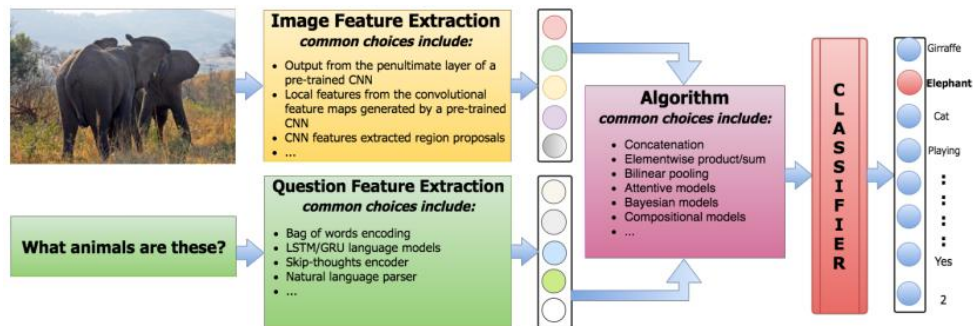 Image Feature Extraction
common choices include:
• Output from the penultimate layer of a
pre-trained CNN
• Local features from the convolutional
feature maps generated by a pre-trained
CNN
• CNN features extracted region proposals
• ...
What animals are these?
Question Feature Extraction
common choices include:
• Bag of words encoding
• LSTM/GRU language models
• Skip-thoughts encoder
• Natural language parser
• ...
Algorithm
common choices include:
• Concatenation
• Elementwise product/sum
• Bilinear pooling
• Attentive models
• Bayesian models
• Compositional models
• ...
CLASSIFIER
Girraffe
Elephant
Cat
Playing
:
:
:
:
Yes
2